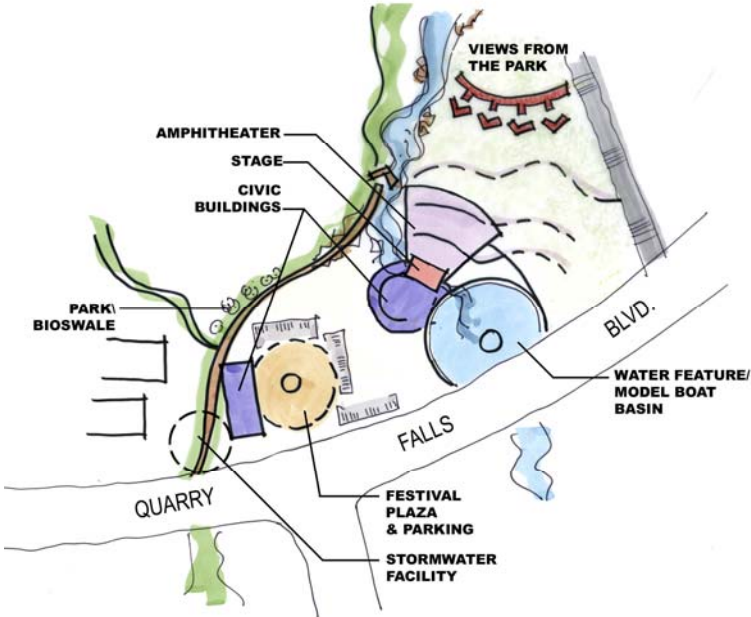 VIEWS FROM
THE PARK
AMPHITHEATER
STAGE
CIVIC
BUILDINGS
PARK\
BIOSWALE
BLVD.
WATER FEATURE/
MODEL BOAT
BASIN
FALLS
QUARRY
FESTIVAL
PLAZA
& PARKING
STORMWATER
FACILITY